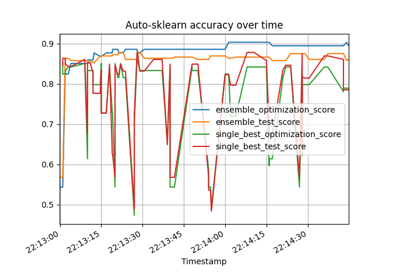 Auto-sklearn accuracy over time
0.9
0.8
0.7
0.6
0.5
ensemble_optimization_score
ensemble_test_score
single_best_optimization_score
single_best_test_score
22:13:00
22:13:15
22:13:30
22:13:45
22:14:00
22:14:15
22:14:30
Timestamp